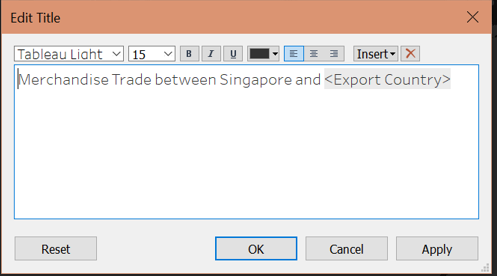 Edit Title
Tableau Light 15 B I U Insert
Merchandise Trade between Singapore and <Export Country>
Reset OK Cancel Apply